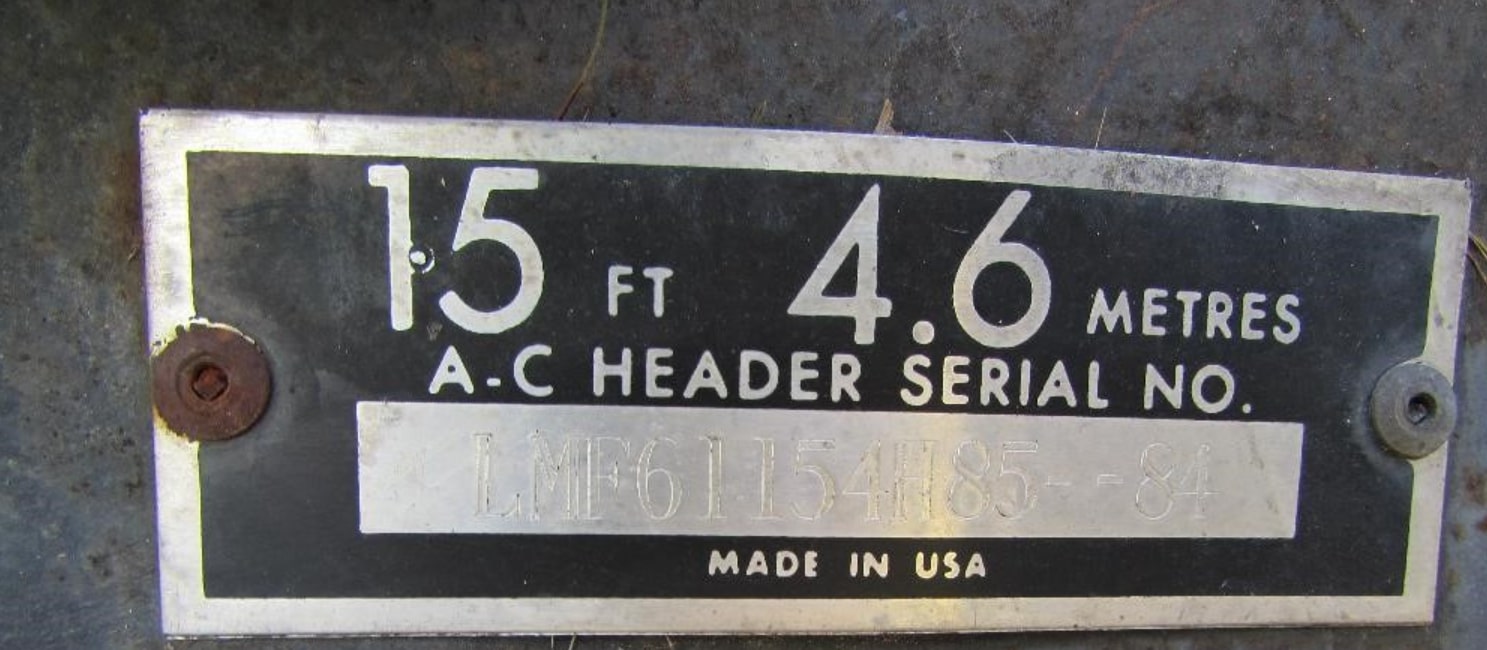 15 FT 4.6 METRES
A-C HEADER SERIAL NO.
LMF61154H85--84
MADE IN USA